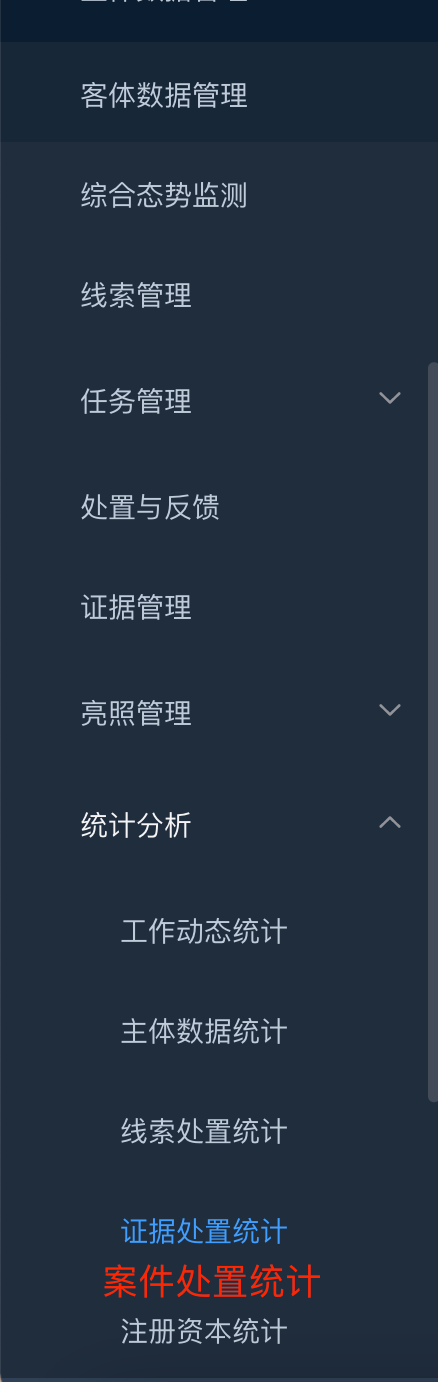 客体数据管理
综合态势监测
线索管理
任务管理
处置与反馈
证据管理
亮照管理
统计分析
工作动态统计
主体数据统计
线索处置统计
证据处置统计
案件处置统计
注册资本统计